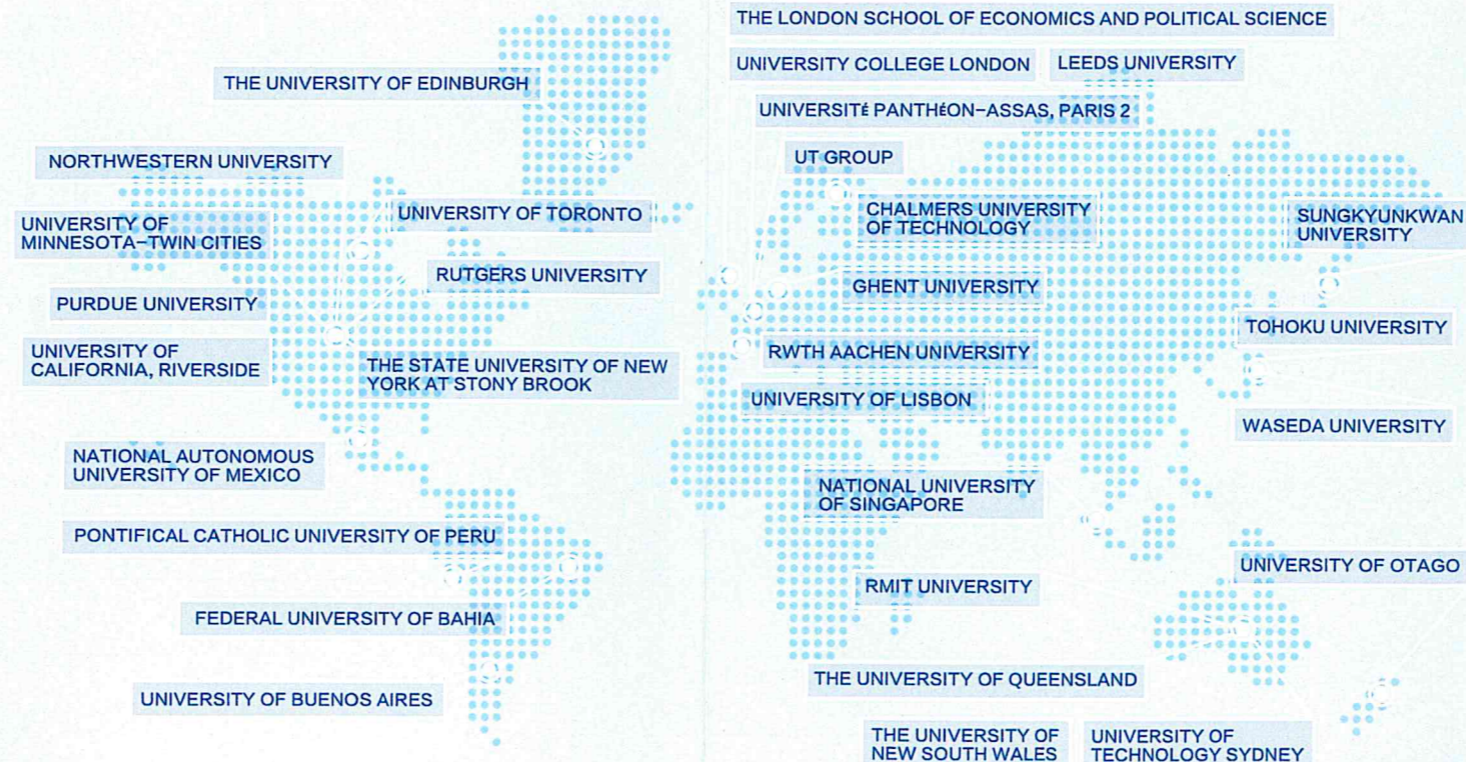 THE LONDON SCHOOL OF ECONOMICS AND POLITICAL SCIENCE
UNIVERSITY COLLEGE LONDON
LEEDS UNIVERSITY
THE UNIVERSITY OF EDINBURGH
UNIVERSITÉ PANTHÉON-ASSAS, PARIS 2
NORTHWESTERN UNIVERSITY
UT GROUP
UNIVERSITY OF
MINNESOTA-TWIN CITIES
UNIVERSITY OF TORONTO
CHALMERS UNIVERSITY
OF TECHNOLOGY
SUNGKYUNKWAN
UNIVERSITY
RUTGERS UNIVERSITY
GHENT UNIVERSITY
PURDUE UNIVERSITY
TOHOKU UNIVERSITY
UNIVERSITY OF
CALIFORNIA, RIVERSIDE
THE STATE UNIVERSITY OF NEW
YORK AT STONY BROOK
RWTH AACHEN UNIVERSITY
UNIVERSITY OF LISBON
WASEDA UNIVERSITY
NATIONAL AUTONOMOUS
UNIVERSITY OF MEXICO
NATIONAL UNIVERSITY
OF SINGAPORE
PONTIFICAL CATHOLIC UNIVERSITY OF PERU
UNIVERSITY OF OTAGO
RMIT UNIVERSITY
FEDERAL UNIVERSITY OF BAHIA
THE UNIVERSITY OF QUEENSLAND
UNIVERSITY OF BUENOS AIRES
THE UNIVERSITY OF
NEW SOUTH WALES
UNIVERSITY OF
TECHNOLOGY SYDNEY